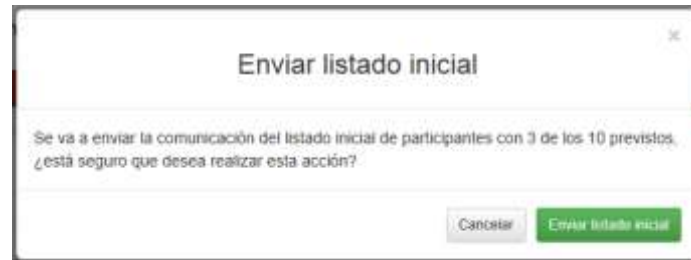 Enviar listado inicial
Se va a enviar la comunicación del listado inicial de participantes con 3 de los 10 previstos,
¿está seguro que desea realizar esta acción?
Cancelar
Enviar listado inicial